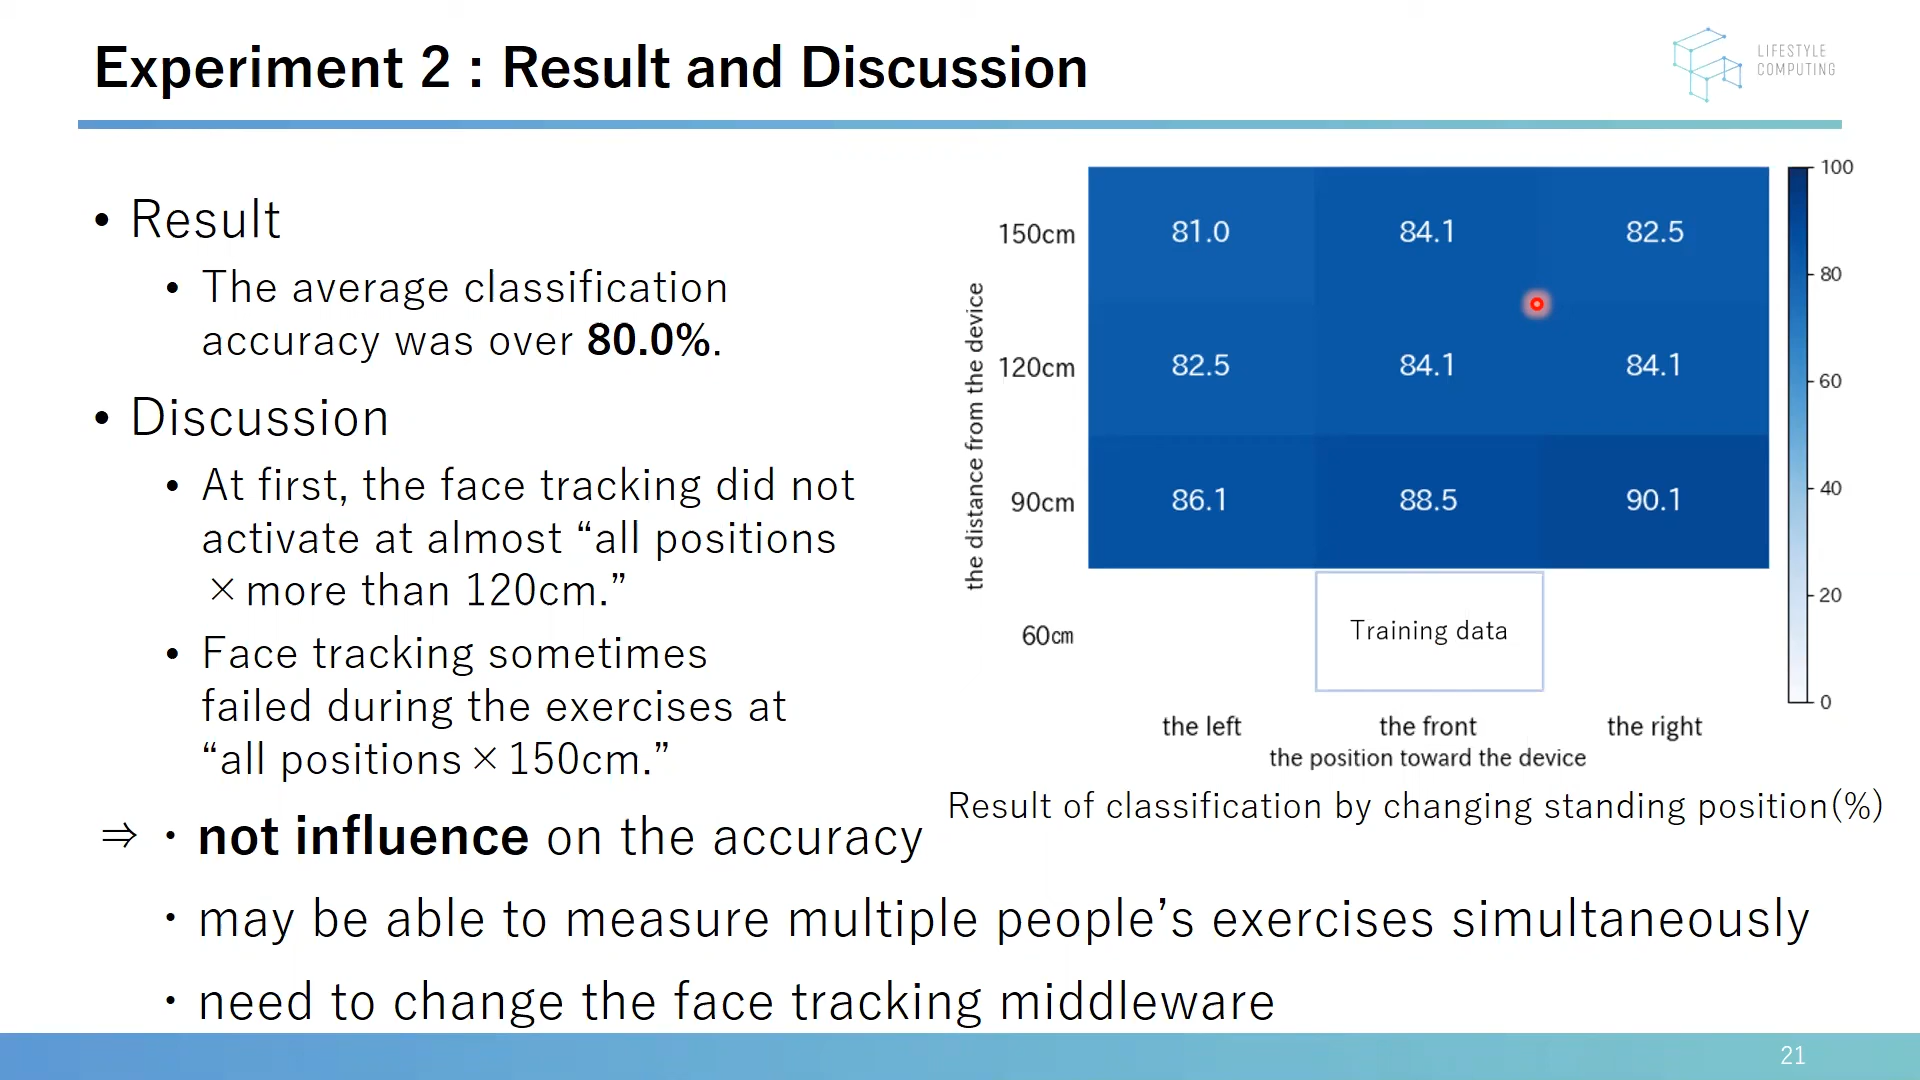 Experiment 2 : Result and Discussion
LIFESTYLE
COMPUTING
• Result
• The average classification
accuracy was over 80.0%.
• Discussion
• At first, the face tracking did not
activate at almost “all positions
×more than 120cm.”
• Face tracking sometimes
failed during the exercises at
“all positions×150cm.”
⇒ ・not influence on the accuracy
・may be able to measure multiple people’s exercises simultaneously
・need to change the face tracking middleware
the distance from the device
150cm 81.0 84.1 82.5
120cm 82.5 84.1 84.1
90cm 86.1 88.5 90.1
60cm Training data
the left the front the right
the position toward the device
100
80
60
40
20
0
Result of classification by changing standing position(%)
21